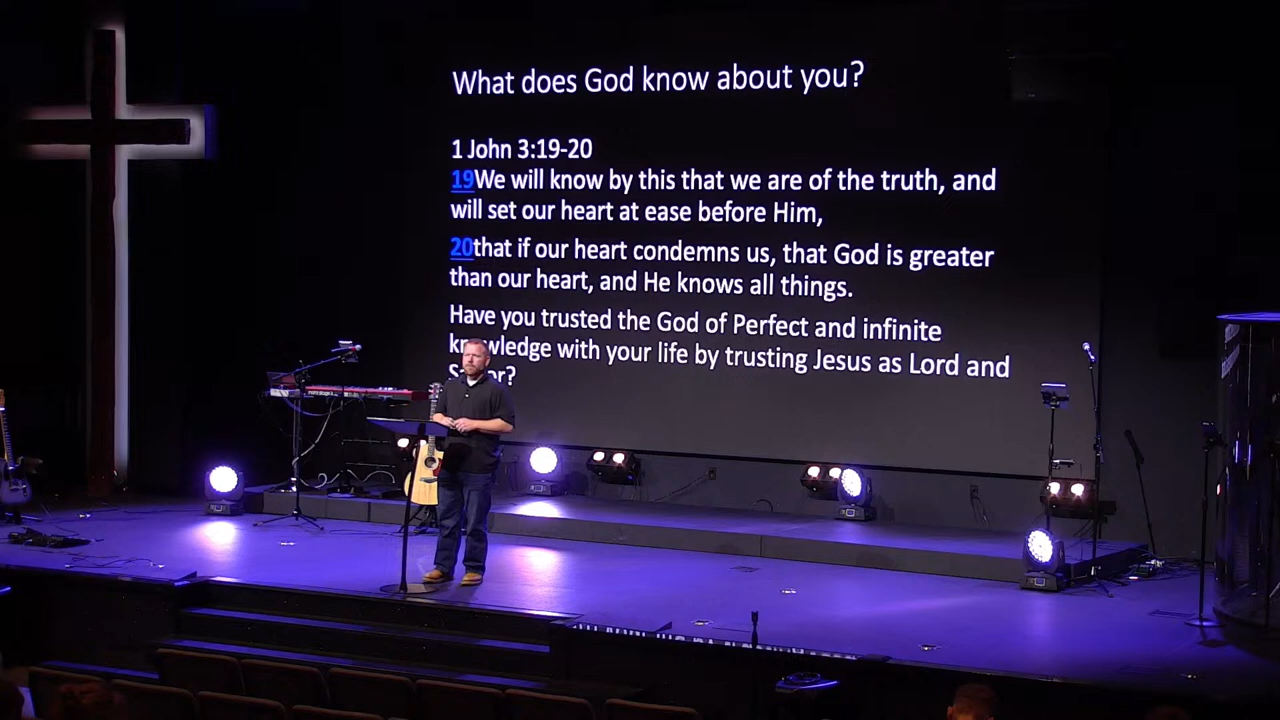 What does God know about you?
1 John 3:19-20
19We will know by this that we are of the truth, and
will set our heart at ease before Him,
20that if our heart condemns us, that God is greater
than our heart, and He knows all things.
Have you trusted the God of Perfect and infinite
knowledge with your life by trusting Jesus as Lord and
Savior?